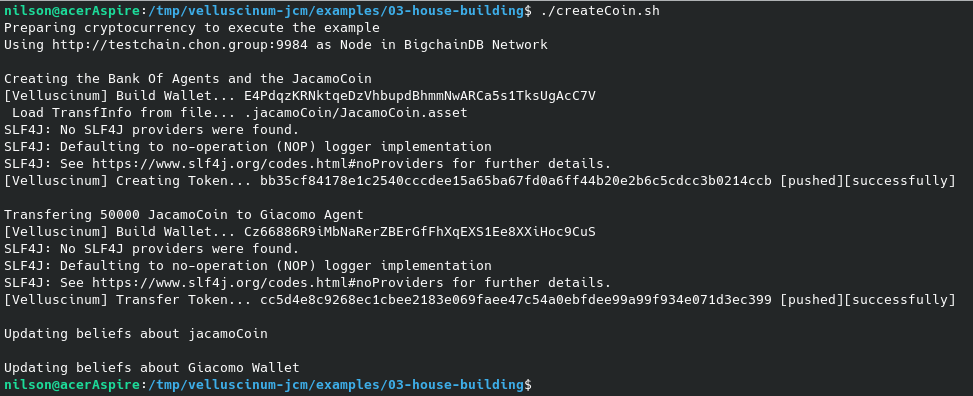 nilson@acerAspire:/tmp/velluscinum-jcm/examples/03-house-building$ ./createCoin.sh
Preparing cryptocurrency to execute the example
Using http://testchain.chon.group:9984 as Node in BigchainDB Network
Creating the Bank Of Agents and the JacamoCoin
[Velluscinum] Build Wallet... E4PdqzKRNktqeDzVhbupdBhmmNwARCa5s1TksUgAcC7V
 Load TransfInfo from file... .jacamoCoin/JacamoCoin.asset
SLF4J: No SLF4J providers were found.
SLF4J: Defaulting to no-operation (NOP) logger implementation
SLF4J: See https://www.slf4j.org/codes.html#noProviders for further details.
[Velluscinum] Creating Token... bb35cf84178e1c2540cccdee15a65ba67fd0a6ff44b20e2b6c5cdcc3b0214ccb [pushed][successfully]
Transfering 50000 JacamoCoin to Giacomo Agent
[Velluscinum] Build Wallet... Cz66886R9iMbNaRerZBErGfFhXqEXS1Ee8XXiHoc9CuS
SLF4J: No SLF4J providers were found.
SLF4J: Defaulting to no-operation (NOP) logger implementation
SLF4J: See https://www.slf4j.org/codes.html#noProviders for further details.
[Velluscinum] Transfer Token... cc5d4e8c9268ec1cbee2183e069faee47c54a0ebfdee99a99f934e071d3ec399 [pushed][successfully]
Updating beliefs about jacamoCoin
Updating beliefs about Giacomo Wallet
nilson@acerAspire:/tmp/velluscinum-jcm/examples/03-house-building$